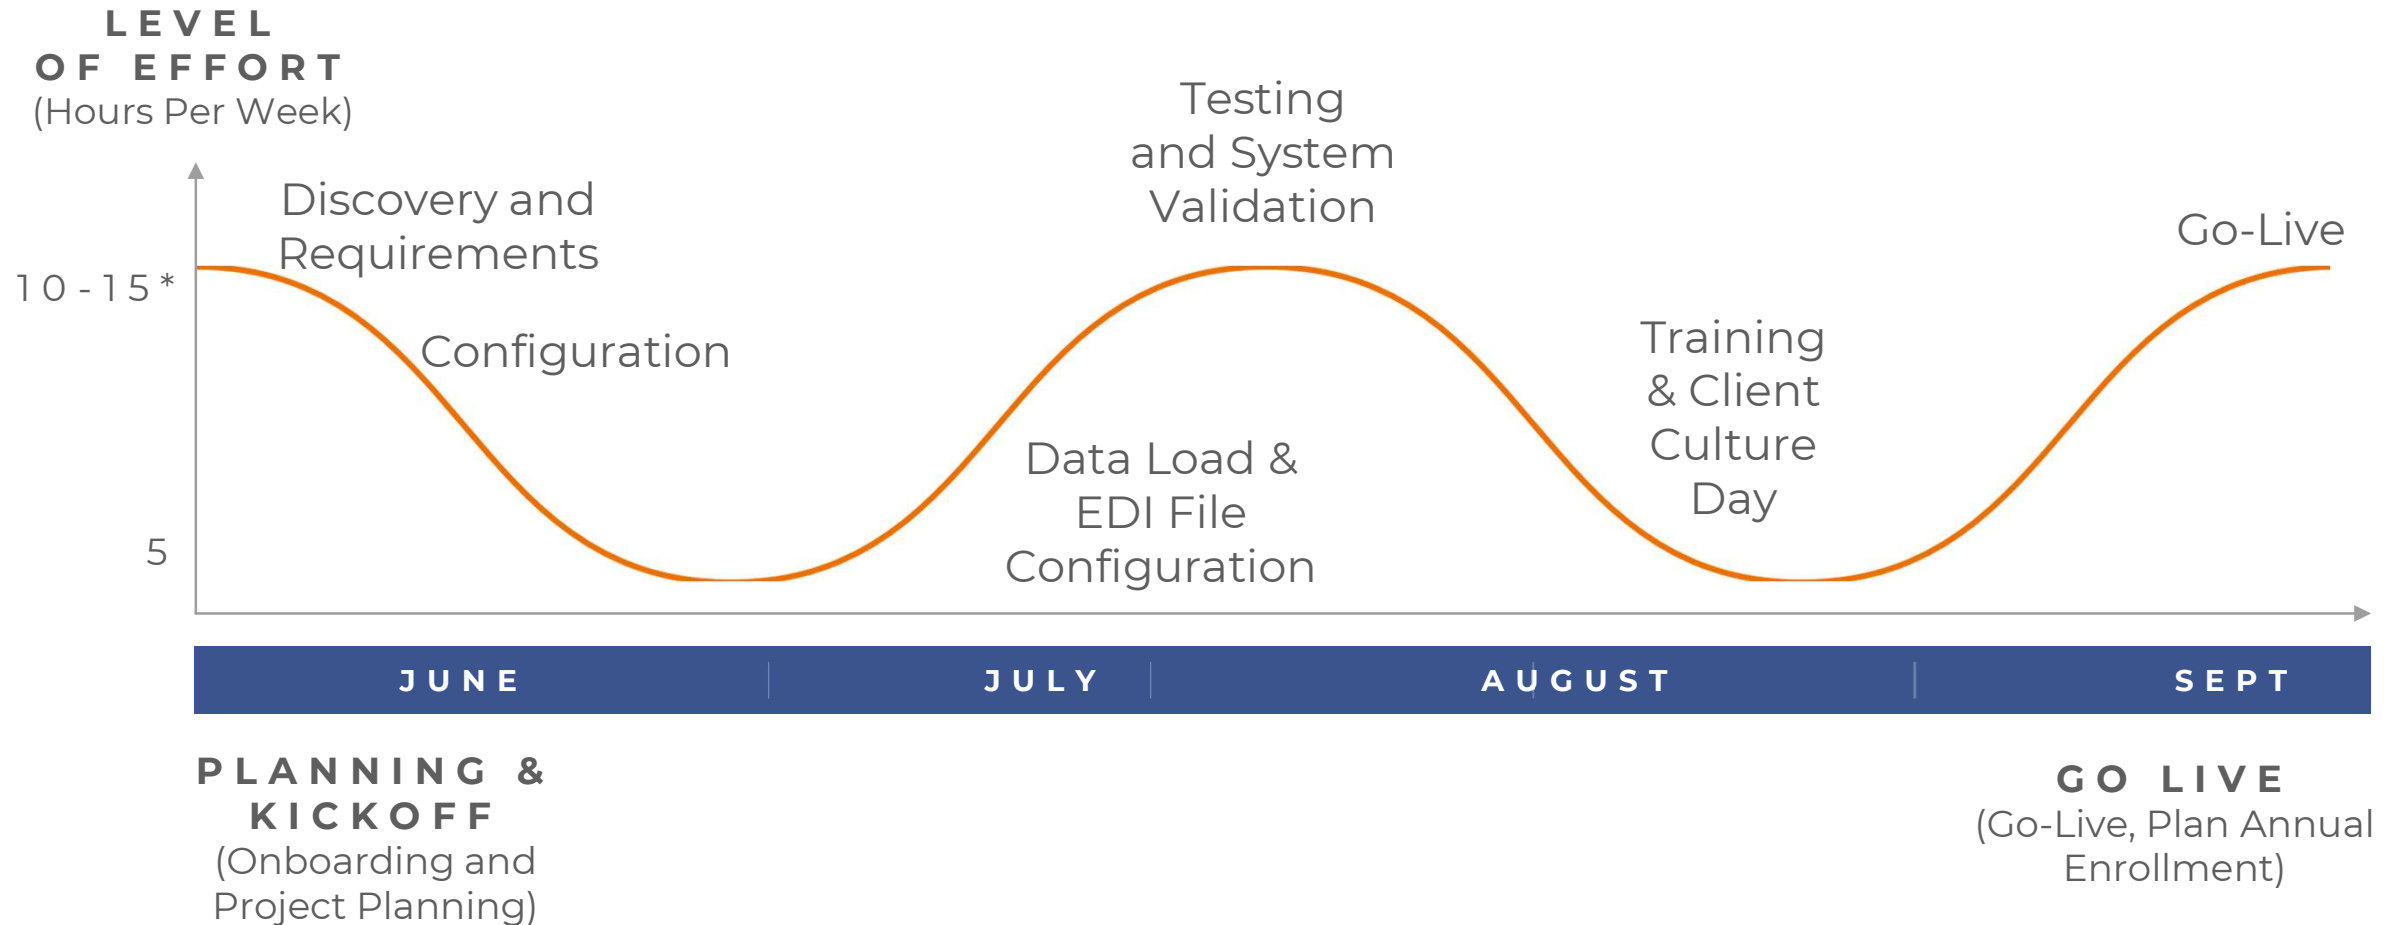 LEVEL
OF EFFORT
(Hours Per Week)
Testing
and System
Validation
Discovery and
Requirements
Go-Live
10-15*
Configuration
Training
& Client
Culture
Day
Data Load &
EDI File
Configuration
5
JUNE
JULY
AUGUST
SEPT
PLANNING &
KICKOFF
(Onboarding and
Project Planning)
GO LIVE
(Go-Live, Plan Annual
Enrollment)